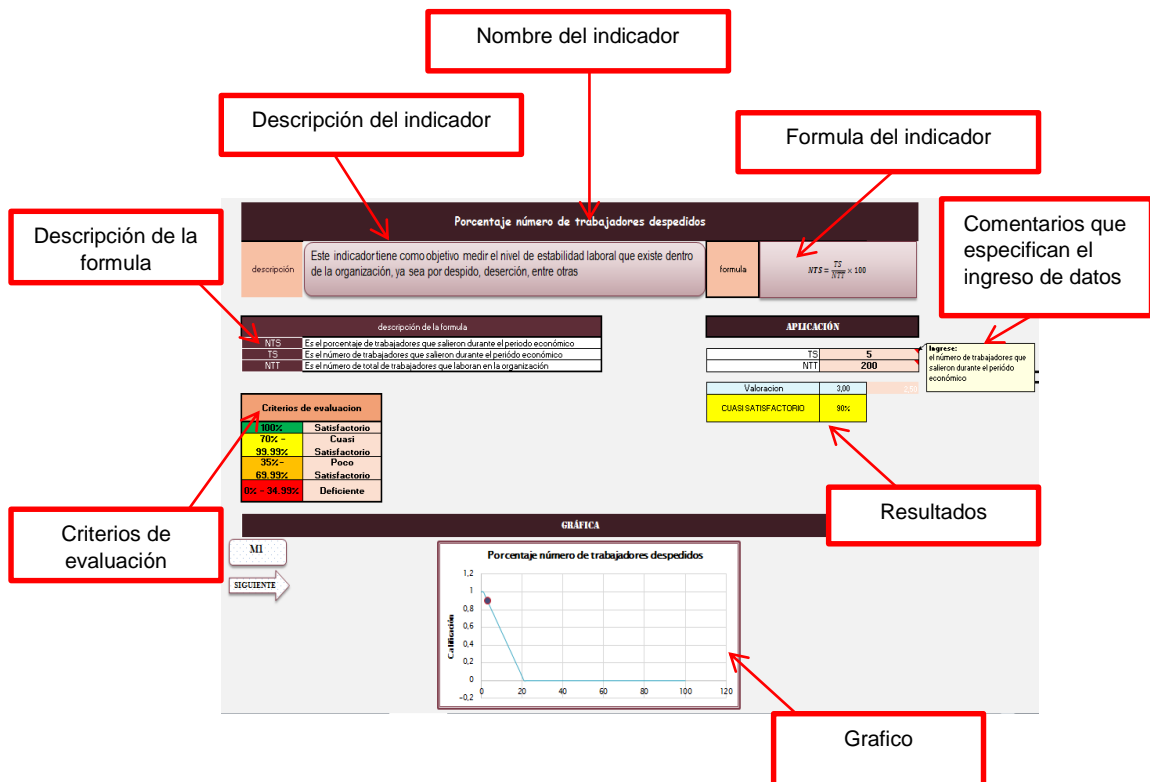 Nombre del indicador
Descripción del indicador
Formula del indicador
Descripción de la
formula
Comentarios que
especifican el
ingreso de datos
Porcentaje número de trabajadores despedidos
descripción
Este indicador tiene como objetivo medir el nivel de estabilidad laboral que existe dentro
de la organización, ya sea por despido, deserción, entre otras
formula
NTS = TS/NTT × 100
descripción de la formula
NTS Es el porcentaje de trabajadores que salieron durante el periodo económico
TS Es el número de trabajadores que salieron durante el periódo económico
NTT Es el número de total de trabajadores que laboran en la organización
APLICACIÓN
TS 5
NTT 200
Ingrese:
el número de trabajadores que
salieron durante el periódo
económico
Valoracion 3,00
CUASI SATISFACTORIO 90%
Criterios de evaluacion
100% Satisfactorio
70% - Cuasi
99.99% Satisfactorio
35%- Poco
69.99% Satisfactorio
0% - 34.99% Deficiente
Criterios de
evaluación
Resultados
GRÁFICA
M1
SIGUIENTE
Porcentaje número de trabajadores despedidos
Calificación
1,2
1
0,8
0,6
0,4
0,2
0
-0,2
0 20 40 60 80 100 120
Grafico